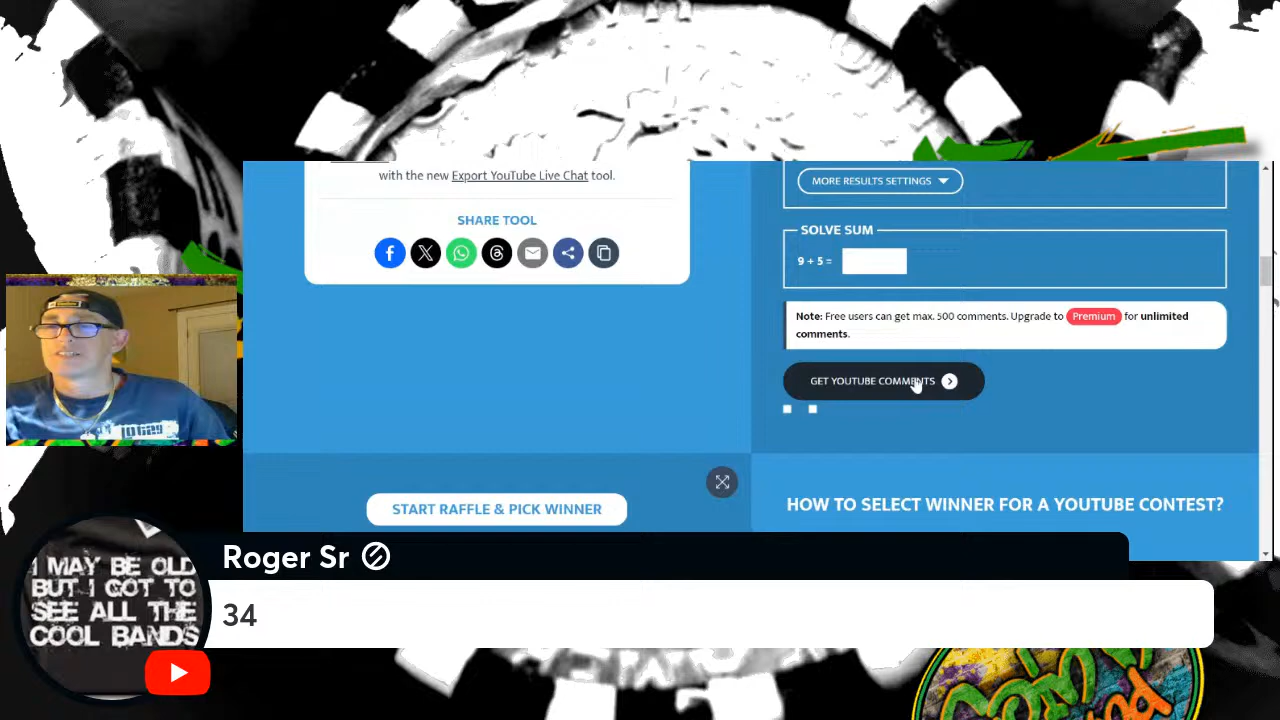 with the new Export YouTube Live Chat tool.
SHARE TOOL
MORE RESULTS SETTINGS
SOLVE SUM
9 + 5 =
Note: Free users can get max. 500 comments. Upgrade to Premium for unlimited
comments.
GET YOUTUBE COMMENTS
START RAFFLE & PICK WINNER
HOW TO SELECT WINNER FOR A YOUTUBE CONTEST?
Roger Sr
34
I MAY BE OLD
BUT I GOT TO
SEE ALL THE
COOL BANDS